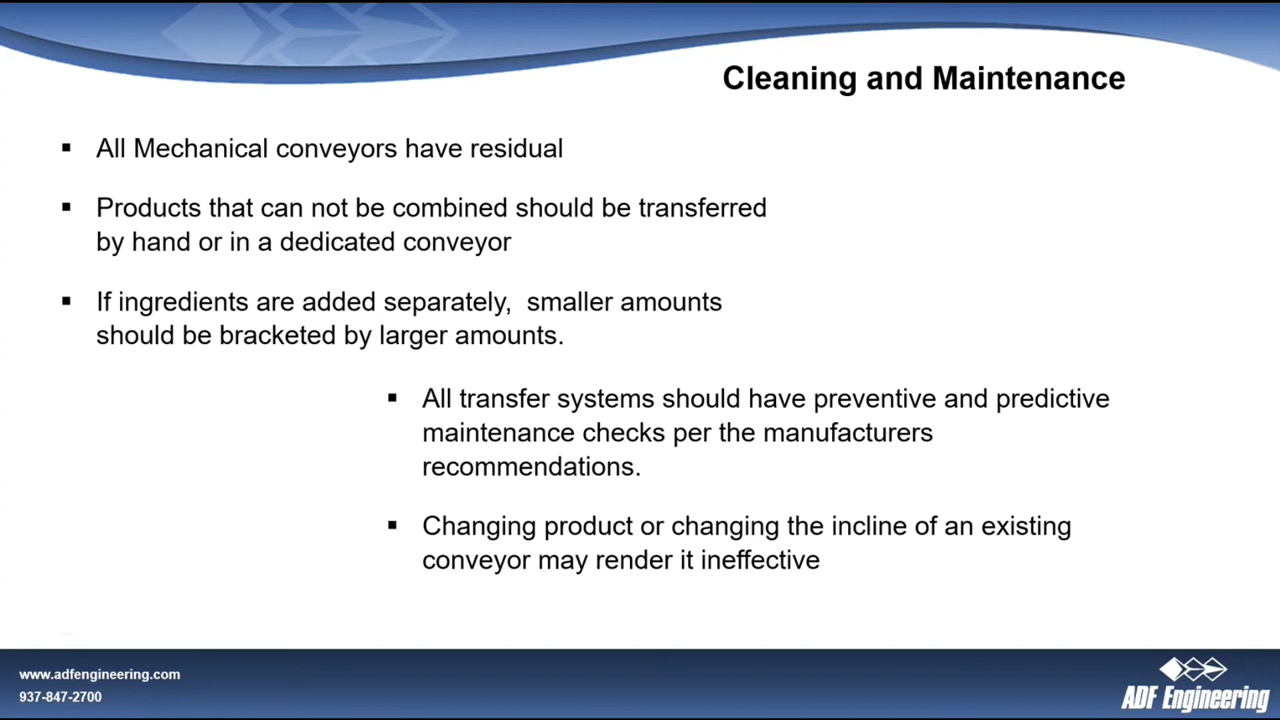 Cleaning and Maintenance
▪ All Mechanical conveyors have residual
▪ Products that can not be combined should be transferred
by hand or in a dedicated conveyor
▪ If ingredients are added separately,  smaller amounts
should be bracketed by larger amounts.
▪ All transfer systems should have preventive and predictive
maintenance checks per the manufacturers
recommendations.
▪ Changing product or changing the incline of an existing
conveyor may render it ineffective
www.adfengineering.com
937-847-2700
ADF Engineering